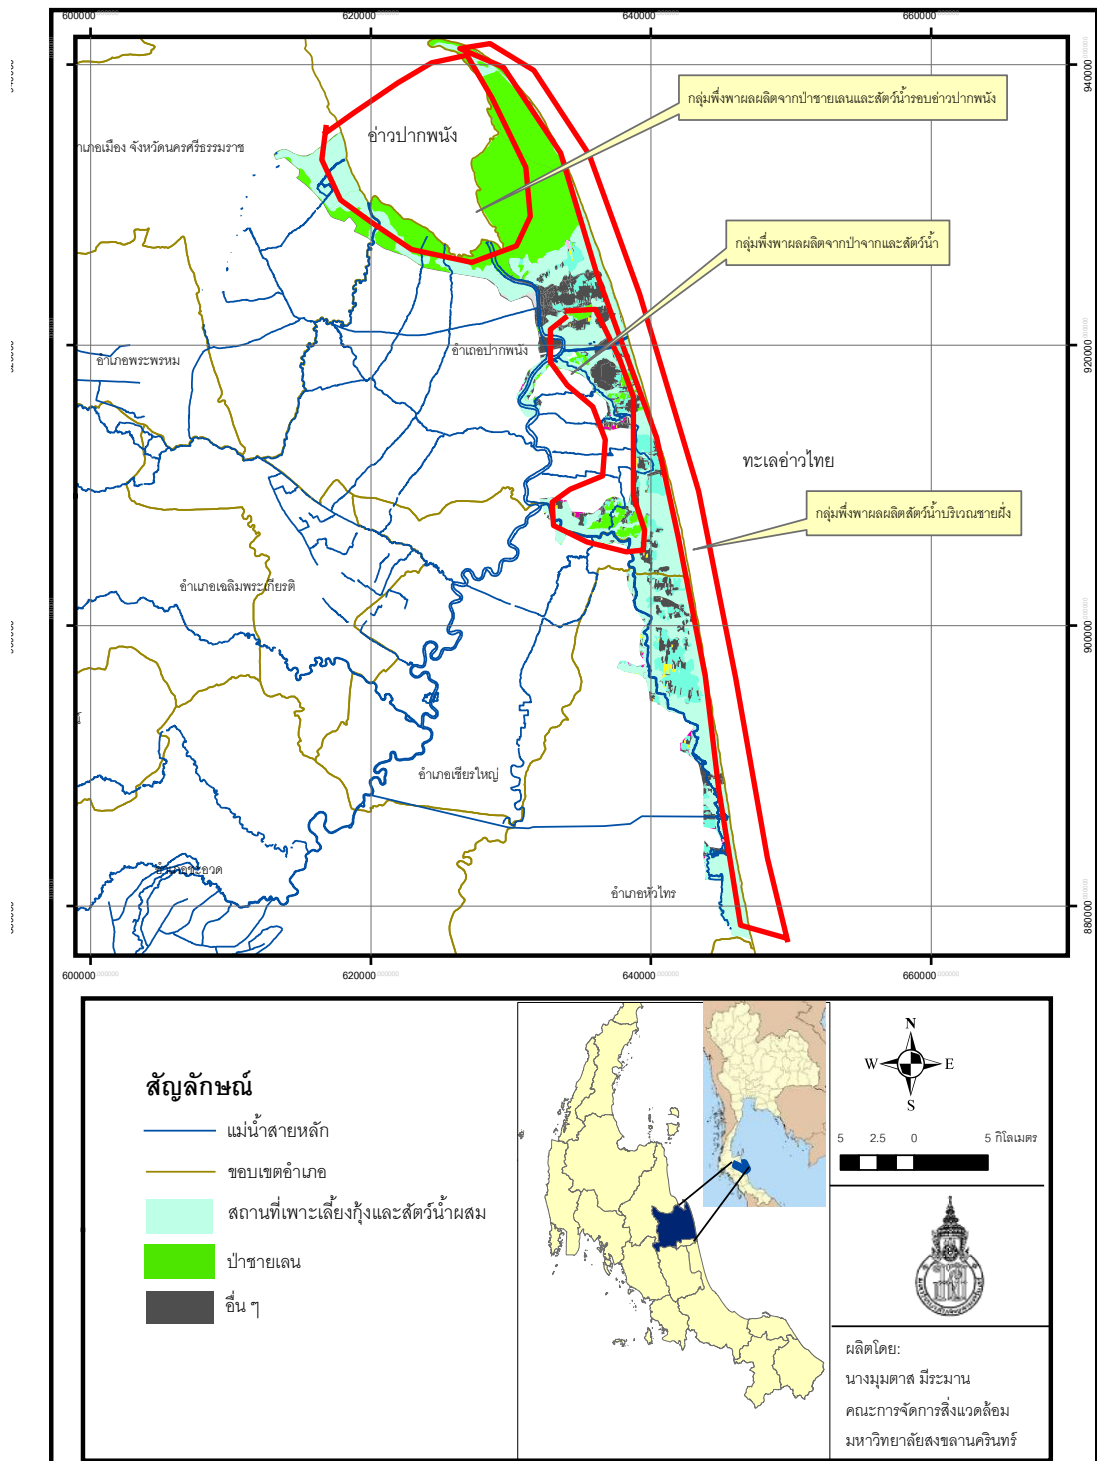 600000
620000
640000
660000
940000
940000
กลุ่มพึ่งพาผลผลิตจากป่าชายเลนและสัตว์น้ำรอบอ่าวปากพนัง
อ่าวปากพนัง
ำเภอเมือง จังหวัดนครศรีธรรมราช
กลุ่มพึ่งพาผลผลิตจากป่าจากและสัตว์น้ำ
920000
920000
อำเถอปากพนัง
อำเภอพระพรหม
ทะเลอ่าวไทย
กลุ่มพึ่งพาผลผลิตสัตว์น้ำบริเวณชายฝั่ง
อำเเภอเฉลิมพระเกียรติ
900000
900000
อำเภอเชียรใหญ่
อำเภอชะอวด
อำเภอหัวไทร
880000
880000
600000
620000
640000
660000
สัญลักษณ์
แม่น้ำสายหลัก
ขอบเขตอำเภอ
สถานที่เพาะเลี้ยงกุ้งและสัตว์น้ำผสม
ป่าชายเลน
อื่น ๆ
N
W
E
S
5 2.5 0 5 กิโลเมตร
ผลิตโดย:
นางมุมตาส มีระมาน
คณะการจัดการสิ่งแวดล้อม
มหาวิทยาลัยสงขลานครินทร์